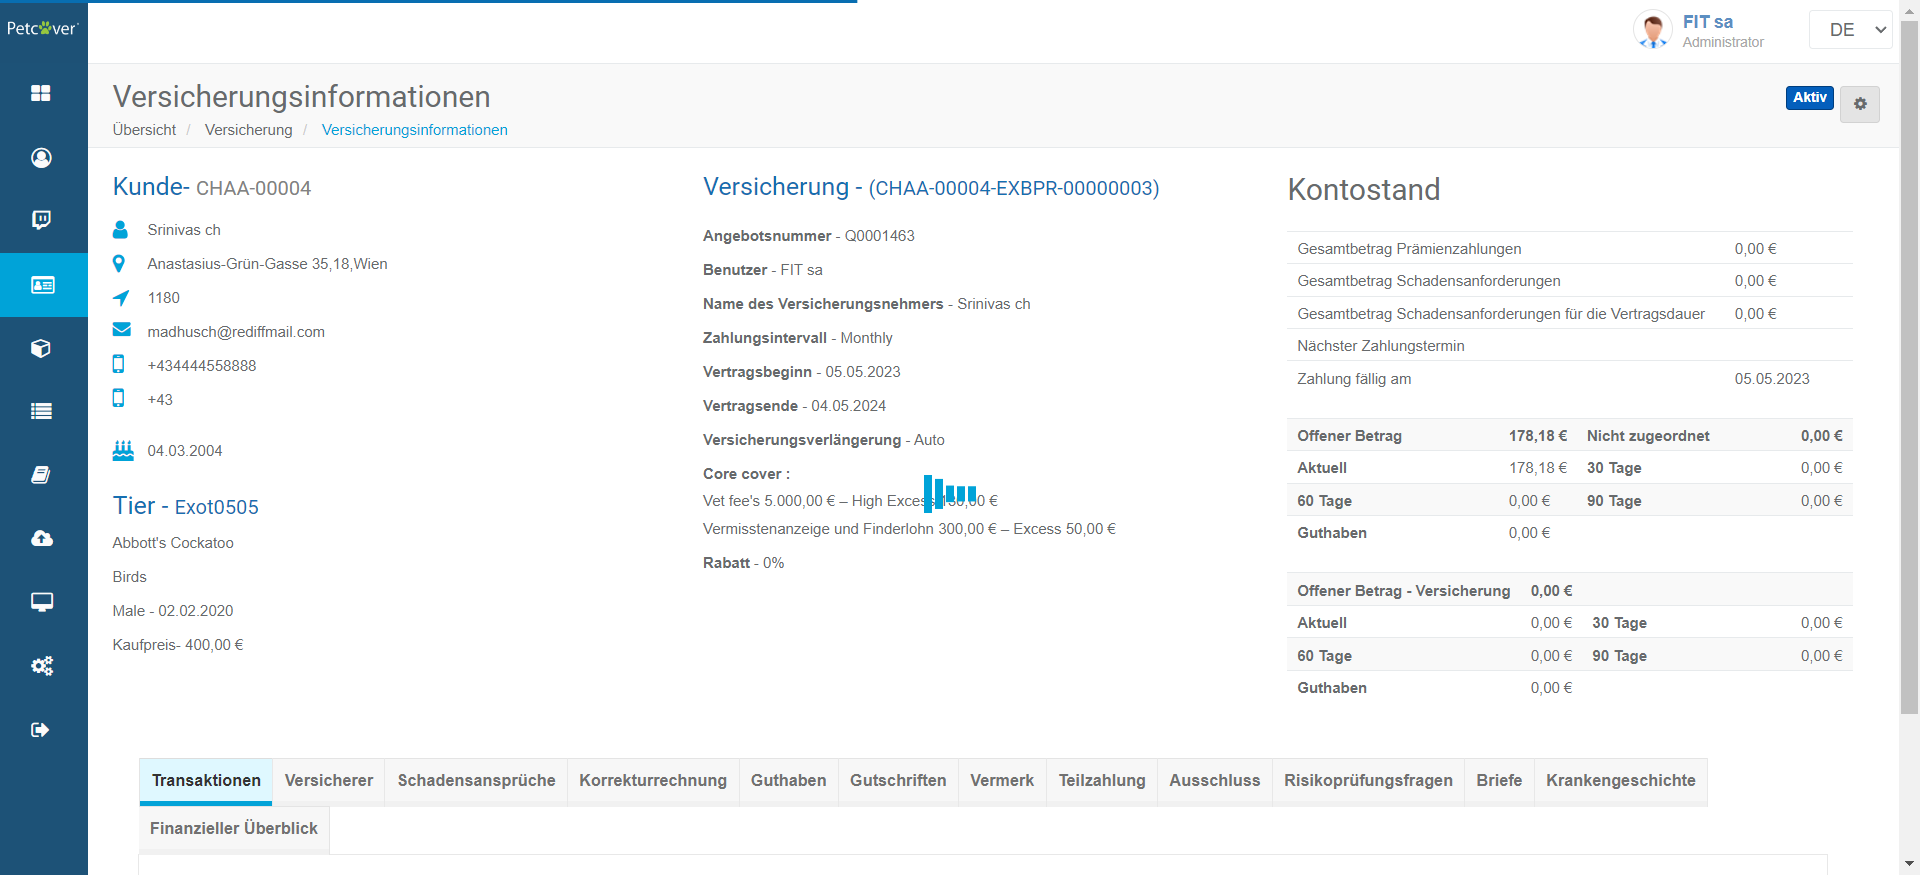 Petcover
FIT sa
Administrator
DE
Versicherungsinformationen
Aktiv
Übersicht / Versicherung / Versicherungsinformationen
Kunde- CHAA-00004
Srinivas ch
Anastasius-Grün-Gasse 35,18,Wien
1180
madhusch@rediffmail.com
+434444558888
+43
04.03.2004
Tier - Exot0505
Abbott's Cockatoo
Birds
Male - 02.02.2020
Kaufpreis- 400,00 €
Versicherung - (CHAA-00004-EXBPR-00000003)
Angebotsnummer - Q0001463
Benutzer - FIT sa
Name des Versicherungsnehmers - Srinivas ch
Zahlungsintervall - Monthly
Vertragsbeginn - 05.05.2023
Vertragsende - 04.05.2024
Versicherungsverlängerung - Auto
Core cover :
Vet fee's 5.000,00 € – High Excess €
Vermisstenanzeige und Finderlohn 300,00 € – Excess 50,00 €
Rabatt - 0%
Kontostand
Gesamtbetrag Prämienzahlungen 0,00 €
Gesamtbetrag Schadensanforderungen 0,00 €
Gesamtbetrag Schadensanforderungen für die Vertragsdauer 0,00 €
Nächster Zahlungstermin
Zahlung fällig am 05.05.2023
Offener Betrag 178,18 € Nicht zugeordnet 0,00 €
Aktuell 178,18 € 30 Tage 0,00 €
60 Tage 0,00 € 90 Tage 0,00 €
Guthaben 0,00 €
Offener Betrag - Versicherung 0,00 €
Aktuell 0,00 € 30 Tage 0,00 €
60 Tage 0,00 € 90 Tage 0,00 €
Guthaben 0,00 €
Transaktionen Versicherer Schadensansprüche Korrekturrechnung Guthaben Gutschriften Vermerk Teilzahlung Ausschluss Risikoprüfungsfragen Briefe Krankengeschichte
Finanzieller Überblick